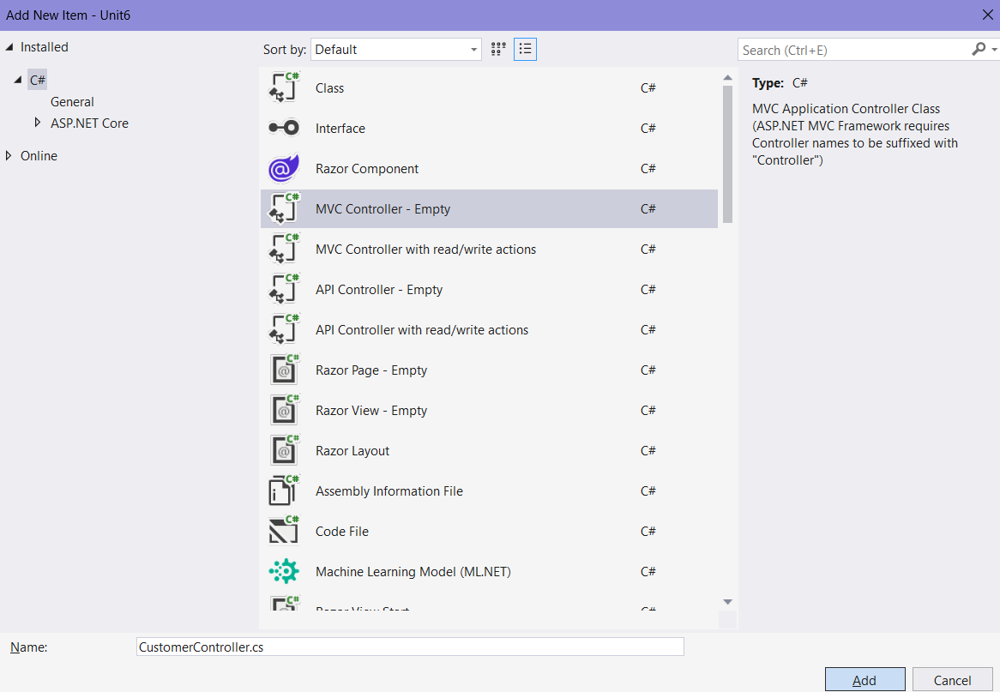 Add New Item - Unit6
Installed
C#
General
ASP.NET Core
Online
Sort by: Default
Class C#
Interface C#
Razor Component C#
MVC Controller - Empty C#
MVC Controller with read/write actions C#
API Controller - Empty C#
API Controller with read/write actions C#
Razor Page - Empty C#
Razor View - Empty C#
Razor Layout C#
Assembly Information File C#
Code File C#
Machine Learning Model (ML.NET) C#
Razor View Start C#
Search (Ctrl+E)
Type: C#
MVC Application Controller Class
(ASP.NET MVC Framework requires
Controller names to be suffixed with
"Controller")
Name: CustomerController.cs
Add Cancel